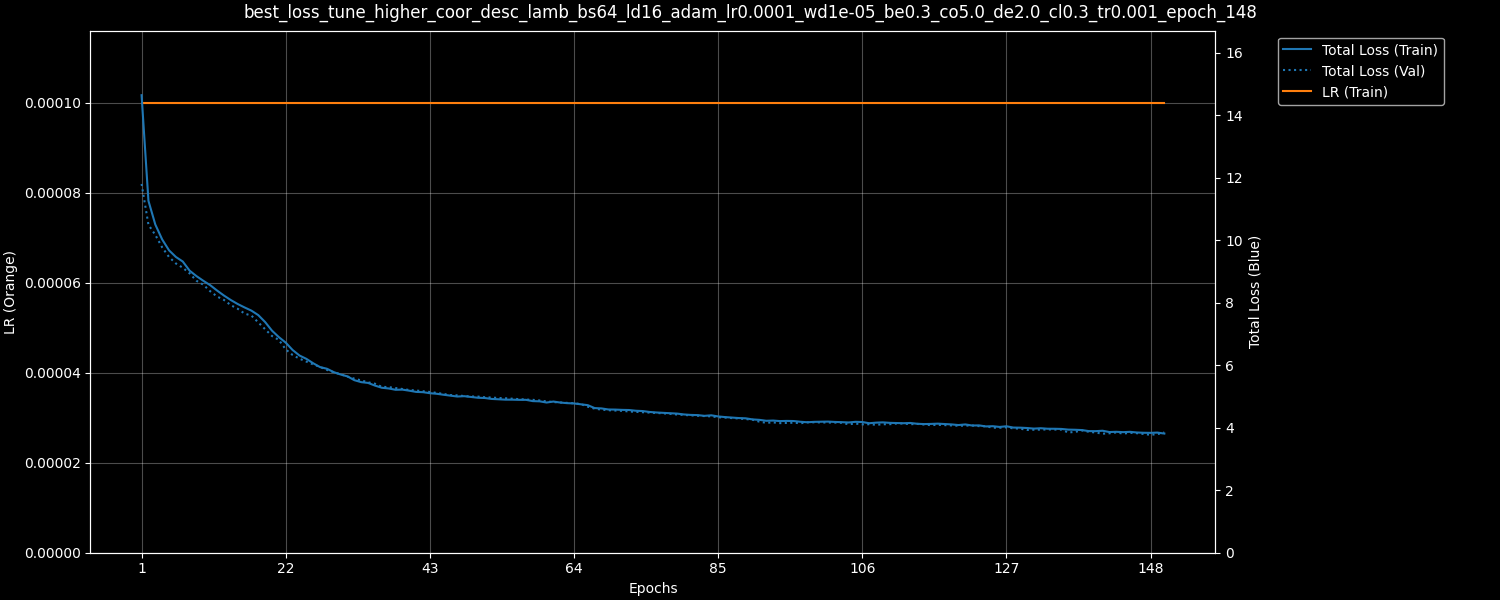 best_loss_tune_higher_coor_desc_lamb_bs64_ld16_adam_lr0.0001_wd1e-05_be0.3_co5.0_de2.0_cl0.3_tr0.001_epoch_148
Total Loss (Train)
Total Loss (Val)
LR (Train)
LR (Orange)
0.00010
0.00008
0.00006
0.00004
0.00002
0.00000
16
14
12
10
8
6
4
2
0
Total Loss (Blue)
1 22 43 64 85 106 127 148
Epochs